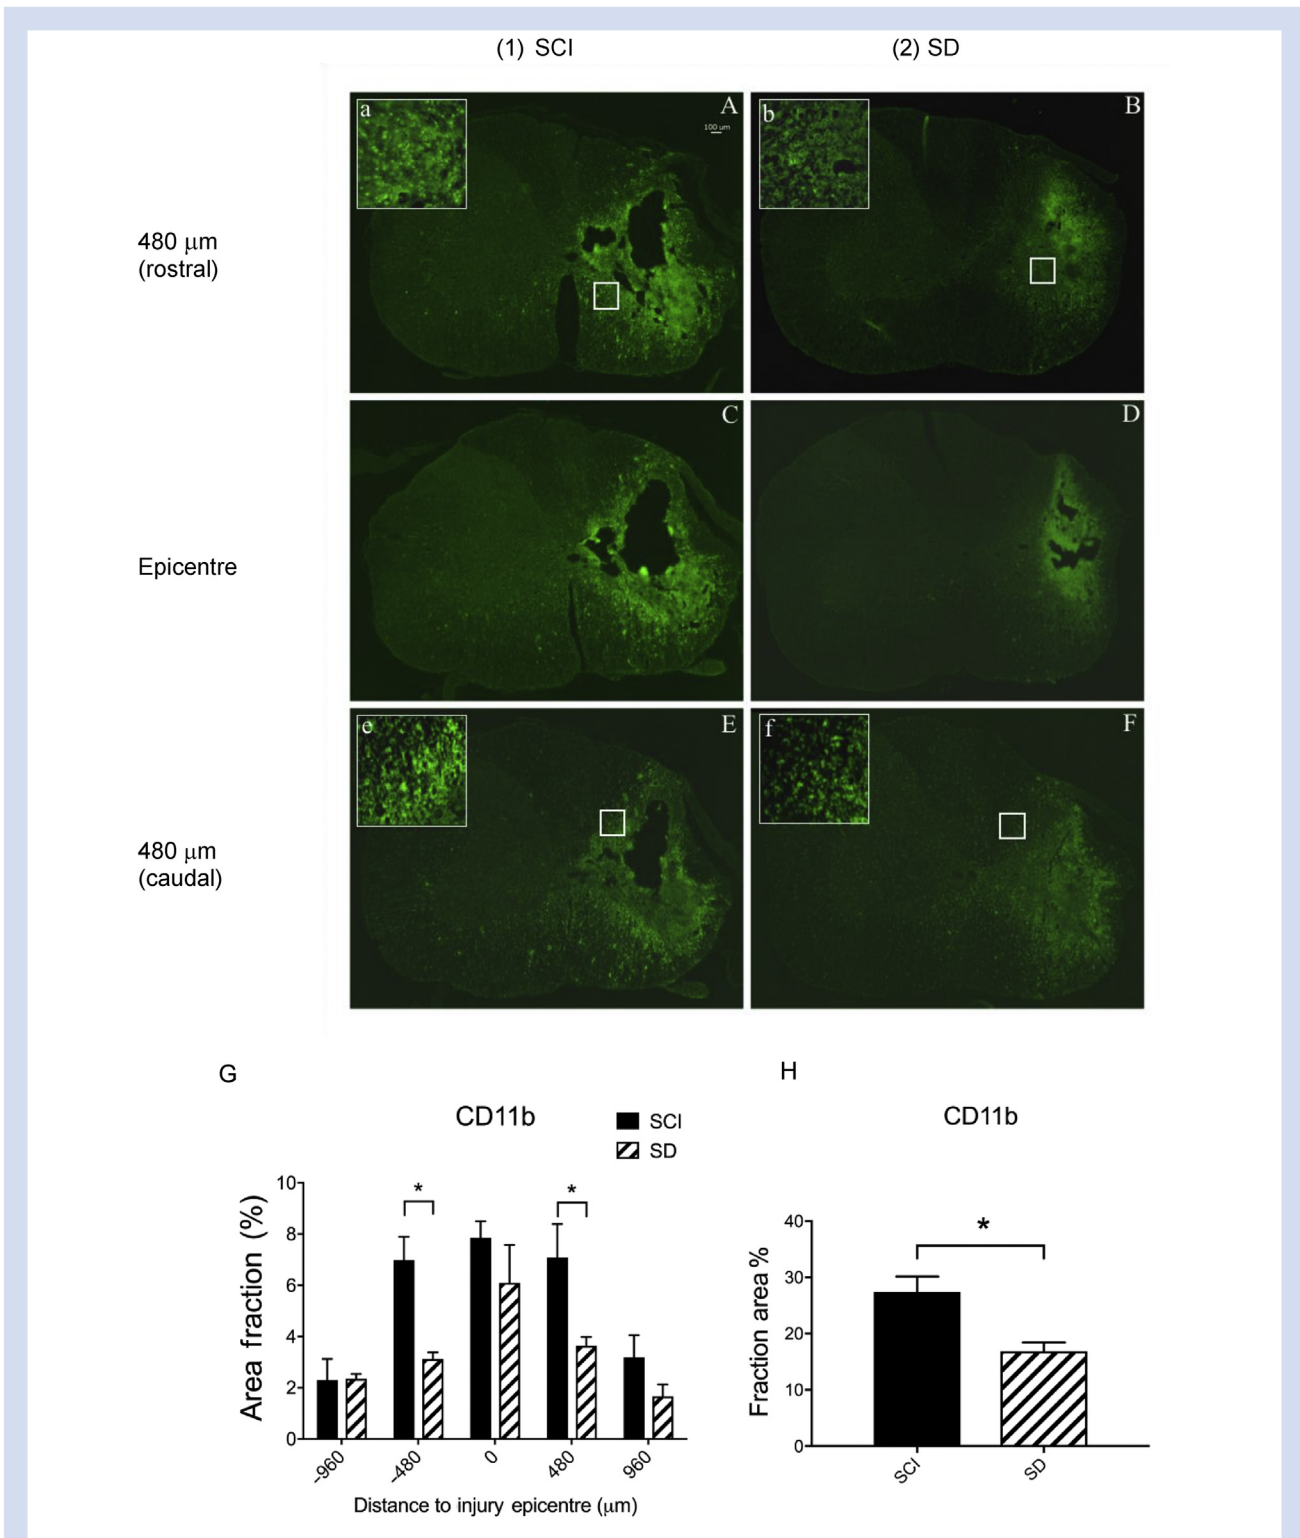 (1) SCI
(2) SD
a
A
100 μm
b
B
480 μm
(rostral)
C
D
Epicentre
e
E
f
F
480 μm
(caudal)
G
H
CD11b
SCI
SD
CD11b
Area fraction (%)
10
8
6
4
2
0
*
*
-960
-480
0
480
960
Distance to injury epicentre (μm)
Fraction area %
40
30
20
10
0
*
SCI
SD